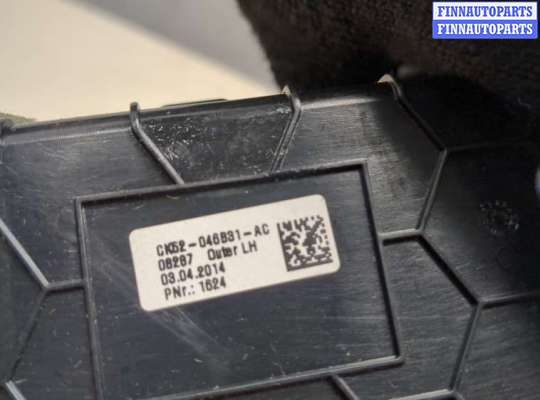 FINNAUTOPARTS
FINNAUTOPARTS
CK52-046B31-AC
08287 Outer LH
03.04.2014
PNr.: 1624